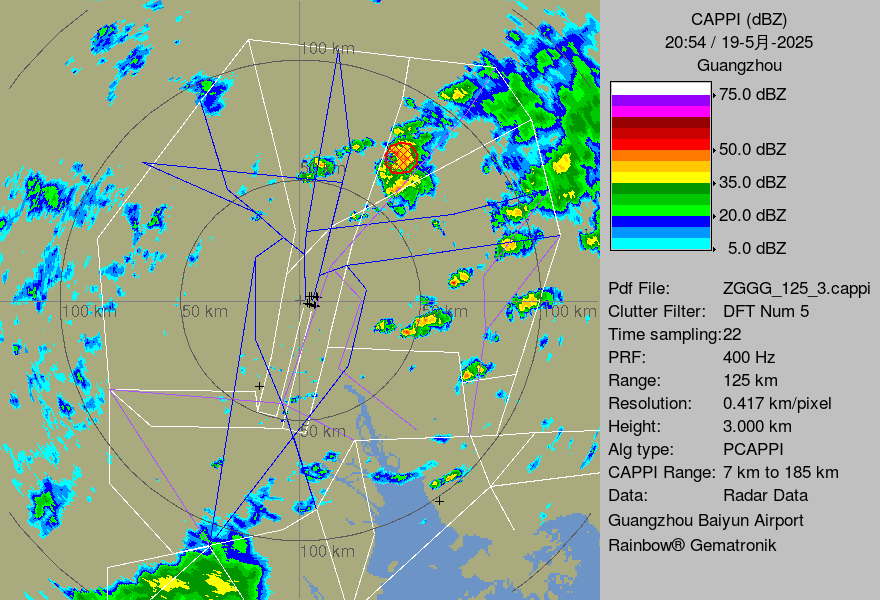 CAPPI (dBZ)
20:54 / 19-5月-2025
Guangzhou
75.0 dBZ
50.0 dBZ
35.0 dBZ
20.0 dBZ
5.0 dBZ
Pdf File: ZGGG_125_3.cappi
Clutter Filter: DFT Num 5
Time sampling:22
PRF: 400 Hz
Range: 125 km
Resolution: 0.417 km/pixel
Height: 3.000 km
Alg type: PCAPPI
CAPPI Range: 7 km to 185 km
Data: Radar Data
Guangzhou Baiyun Airport
Rainbow® Gematronik
100 km
50 km
100 km
50 km
50 km
100 km
50 km
100 km